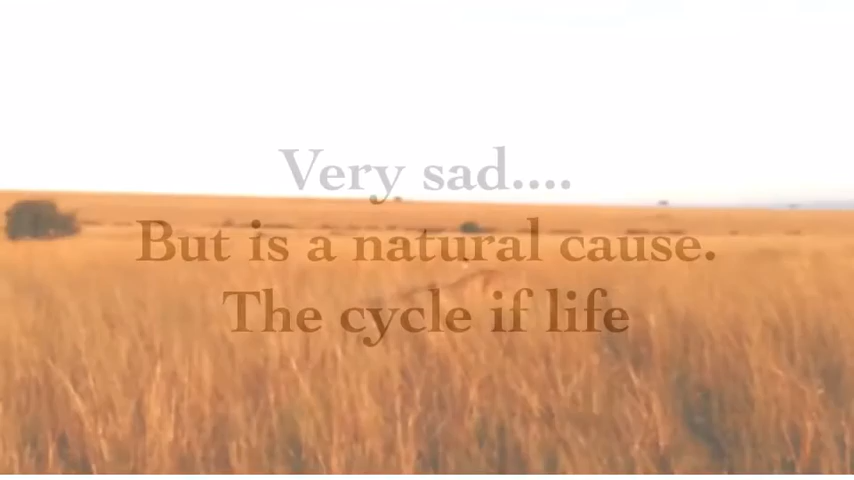 Very sad....
But is a natural cause.
The cycle if life